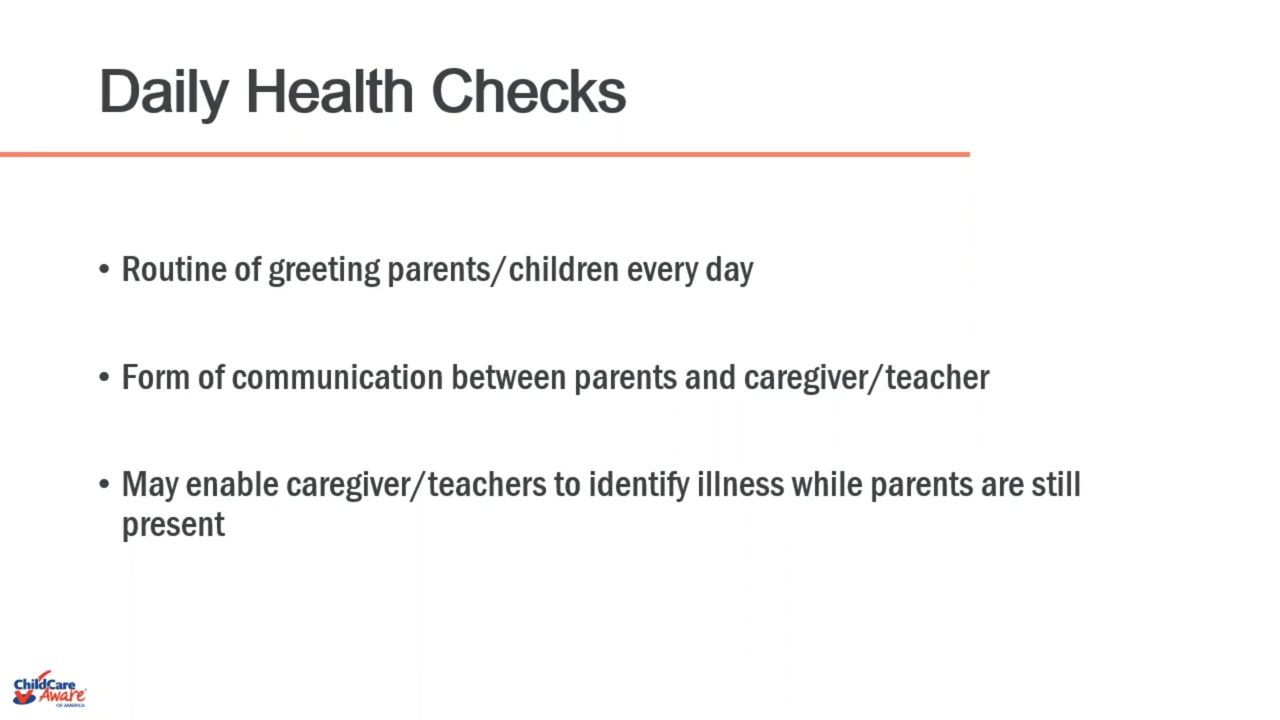 Daily Health Checks
• Routine of greeting parents/children every day
• Form of communication between parents and caregiver/teacher
• May enable caregiver/teachers to identify illness while parents are still
present
ChildCare
Aware®
OF AMERICA